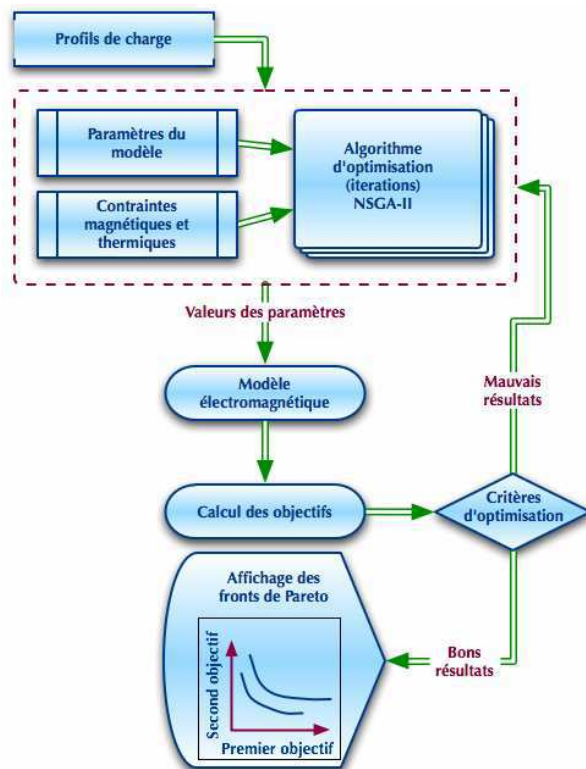 Profils de charge
Paramètres du
modèle
Contraintes
magnétiques et
thermiques
Algorithme
d'optimisation
(iterations)
NSGA-II
Valeurs des paramètres
Modèle
électromagnétique
Mauvais
résultats
Calcul des objectifs
Critères
d'optimisation
Affichage des
fronts de Pareto
Second objectif
Premier objectif
Bons
résultats